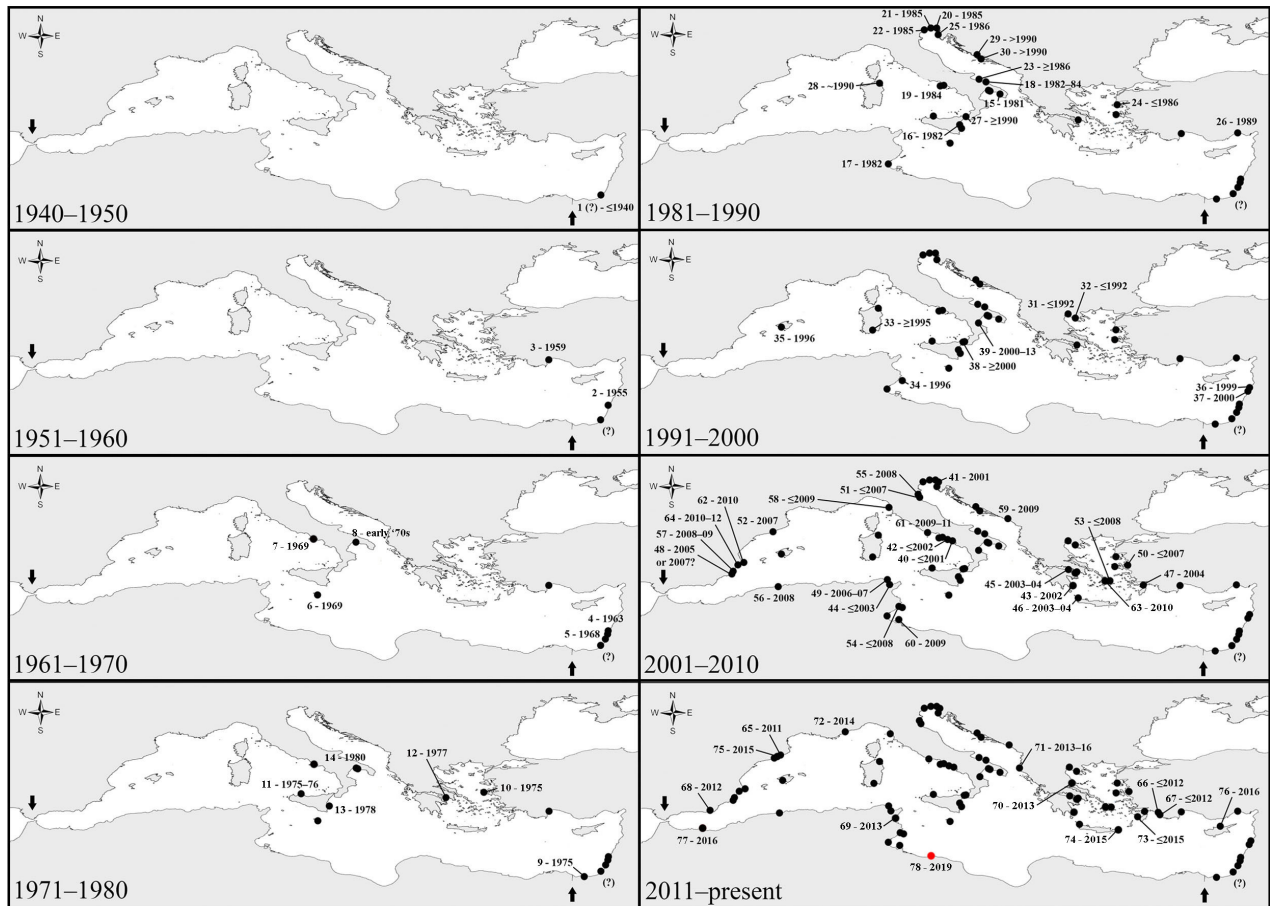 N
W E
S
1 (?) - ≤1940
1940–1950
N
W E
S
3 - 1959
2 - 1955
(?)
1951–1960
N
W E
S
8 - early ‘70s
7 - 1969
6 - 1969
4 - 1963
5 - 1968
(?)
1961–1970
N
W E
S
14 - 1980
12 - 1977
11 - 1975–76
10 - 1975
13 - 1978
9 - 1975
(?)
1971–1980
N
W E
S
21 - 1985
20 - 1985
22 - 1985
25 - 1986
29 - >1990
30 - >1990
23 - ≥1986
28 - ~1990
18 - 1982–84
19 - 1984
15 - 1981
24 - ≤1986
27 - ≥1990
26 - 1989
16 - 1982
17 - 1982
(?)
1981–1990
N
W E
S
32 - ≤1992
31 - ≤1992
33 - ≥1995
35 - 1996
39 - 2000–13
38 - ≥2000
34 - 1996
36 - 1999
37 - 2000
(?)
1991–2000
N
W E
S
55 - 2008
41 - 2001
51 - ≤2007
62 - 2010
58 - ≤2009
59 - 2009
64 - 2010–12
52 - 2007
61 - 2009–11
53 - ≤2008
57 - 2008–09
42 - ≤2002
50 - ≤2007
48 - 2005
or 2007?
40 - ≤2001
45 - 2003–04
47 - 2004
56 - 2008
49 - 2006–07
43 - 2002
44 - ≤2003
46 - 2003–04
63 - 2010
54 - ≤2008
60 - 2009
(?)
2001–2010
N
W E
S
65 - 2011
72 - 2014
75 - 2015
71 - 2013–16
66 - ≤2012
68 - 2012
70 - 2013
67 - ≤2012
76 - 2016
69 - 2013
77 - 2016
74 - 2015
73 - ≤2015
78 - 2019
(?)
2011–present